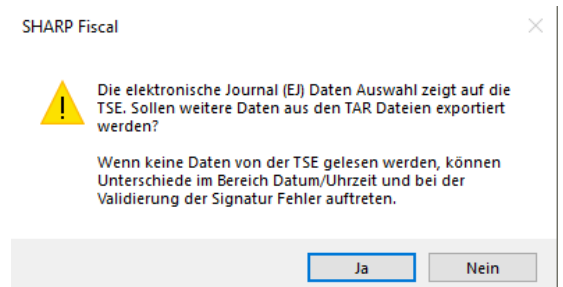 SHARP Fiscal
Die elektronische Journal (EJ) Daten Auswahl zeigt auf die
TSE. Sollen weitere Daten aus den TAR Dateien exportiert
werden?
Wenn keine Daten von der TSE gelesen werden, können
Unterschiede im Bereich Datum/Uhrzeit und bei der
Validierung der Signatur Fehler auftreten.
Ja
Nein